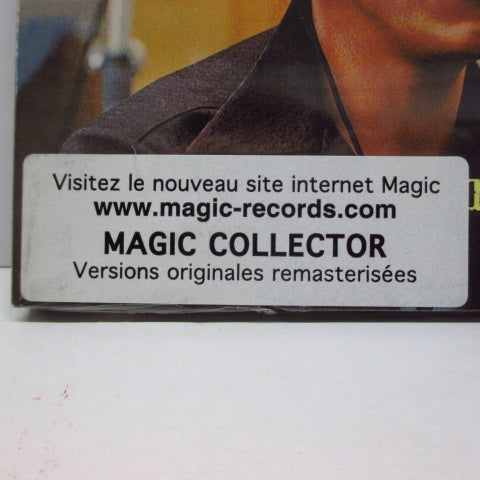 Visitez le nouveau site internet Magic
www.magic-records.com
MAGIC COLLECTOR
Versions originales remasterisées